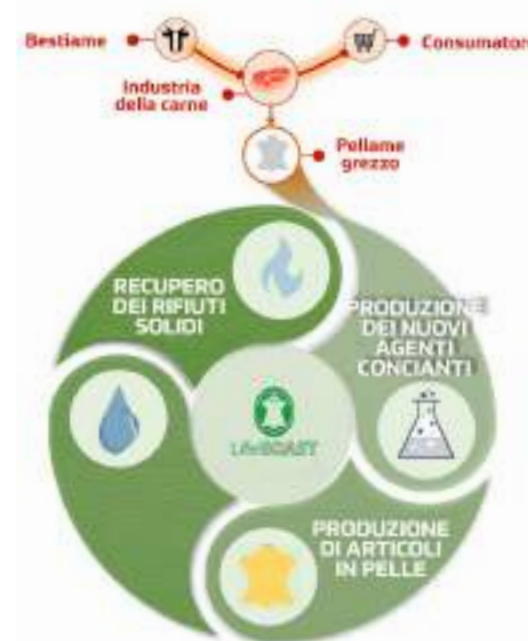 Bestiame
Consumatore
Industria
della carne
Pellame
grezzo
RECUPERO
DEI RIFIUTI
SOLIDI
PRODUZIONE
DEI NUOVI
AGENTI
CONCIANTI
PRODUZIONE
DI ARTICOLI
IN PELLE